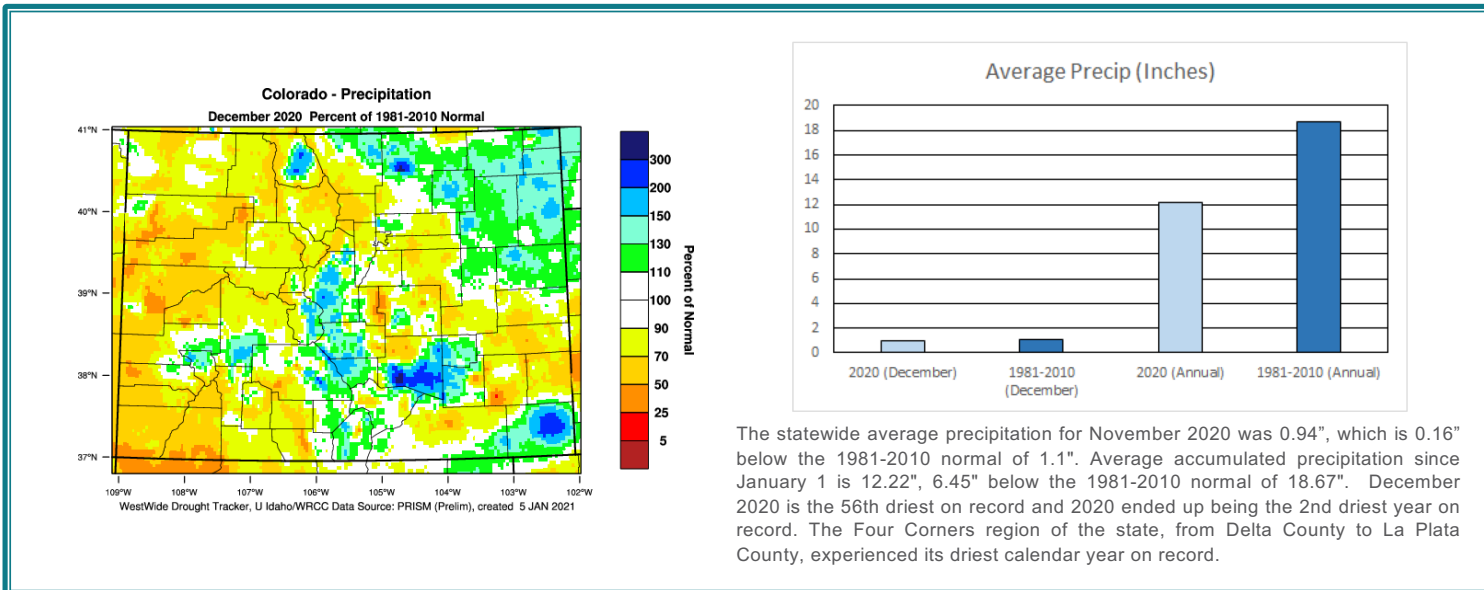 Colorado - Precipitation
December 2020 Percent of 1981-2010 Normal
41°N
40°N
39°N
38°N
37°N
109°W 108°W 107°W 106°W 105°W 104°W 103°W 102°W
300
200
150
130
110
100
90
70
50
25
5
Percent of Normal
WestWide Drought Tracker, U Idaho/WRCC Data Source: PRISM (Prelim), created 5 JAN 2021
Average Precip (Inches)
20
18
16
14
12
10
8
6
4
2
0
2020 (December)
1981-2010
(December)
2020 (Annual)
1981-2010 (Annual)
The statewide average precipitation for November 2020 was 0.94”, which is 0.16”
below the 1981-2010 normal of 1.1". Average accumulated precipitation since
January 1 is 12.22", 6.45" below the 1981-2010 normal of 18.67". December
2020 is the 56th driest on record and 2020 ended up being the 2nd driest year on
record. The Four Corners region of the state, from Delta County to La Plata
County, experienced its driest calendar year on record.